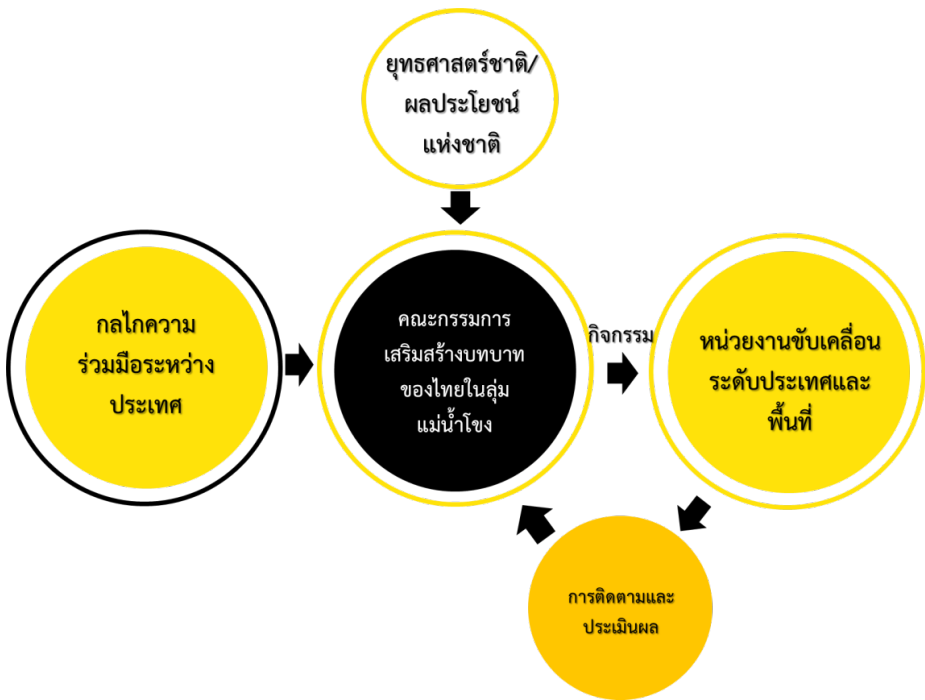 ยุทธศาสตร์ชาติ/
ผลประโยชน์
แห่งชาติ
กลไกความ
ร่วมมือระหว่าง
ประเทศ
คณะกรรมการ
เสริมสร้างบทบาท
ของไทยในลุ่ม
แม่น้ำโขง
กิจกรรม
หน่วยงานขับเคลื่อน
ระดับประเทศและ
พื้นที่
การติดตามและ
ประเมินผล